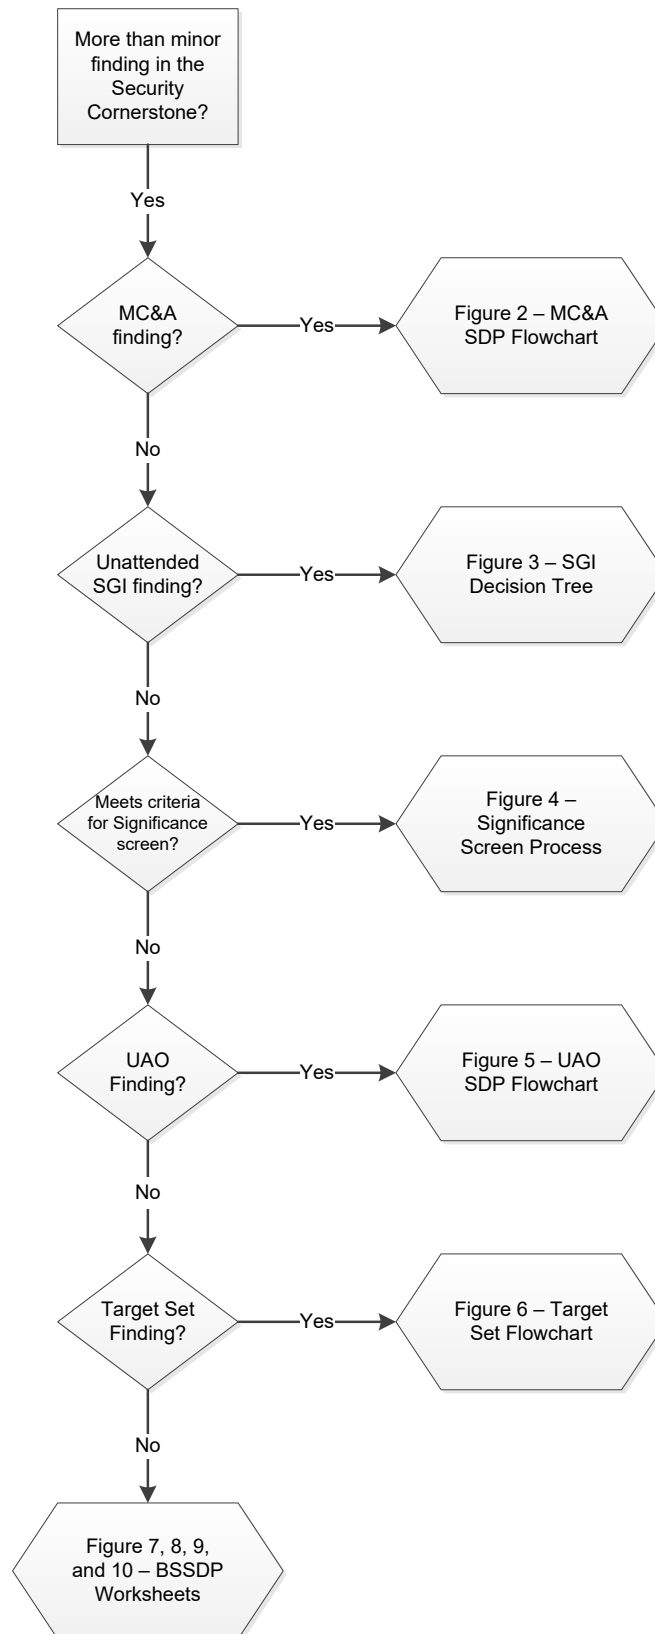 More than minor
finding in the
Security
Cornerstone?
Yes
MC&A
finding?
Yes
Figure 2 – MC&A
SDP Flowchart
No
Unattended
SGI finding?
Yes
Figure 3 – SGI
Decision Tree
No
Meets criteria
for Significance
screen?
Yes
Figure 4 –
Significance
Screen Process
No
UAO
Finding?
Yes
Figure 5 – UAO
SDP Flowchart
No
Target Set
Finding?
Yes
Figure 6 – Target
Set Flowchart
No
Figure 7, 8, 9,
and 10 – BSSDP
Worksheets